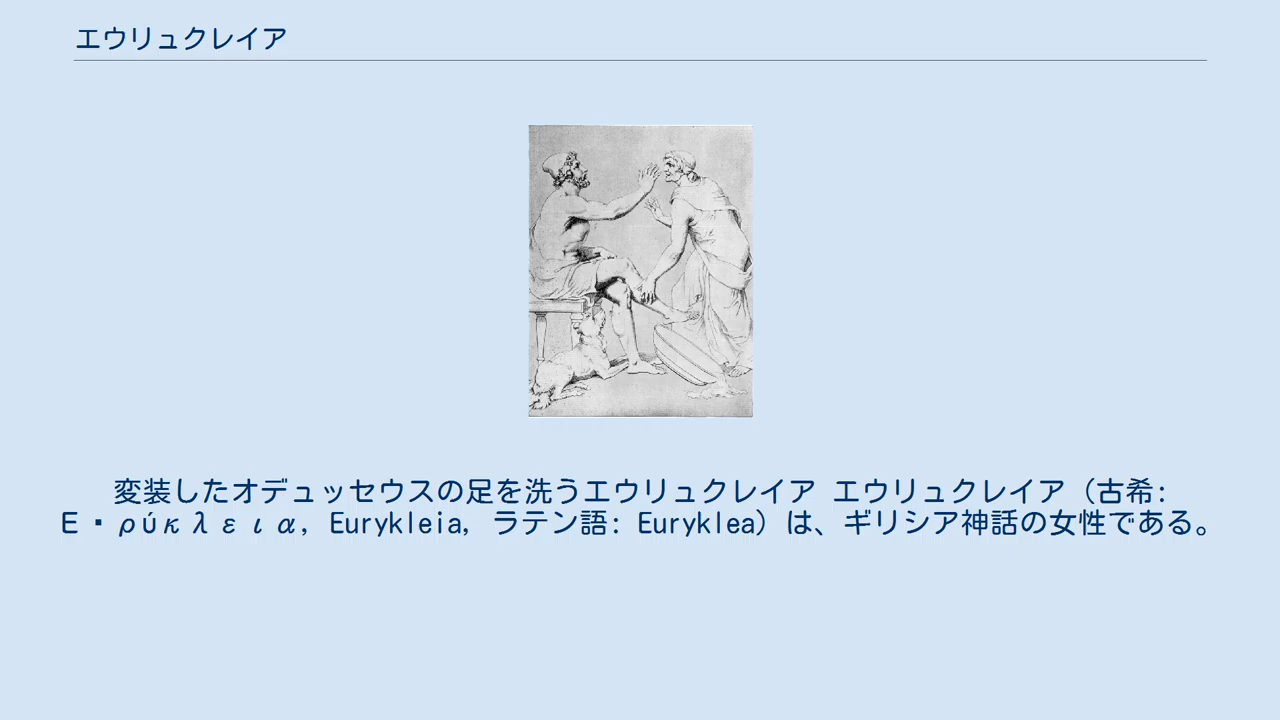 エウリュクレイア
変装したオデュッセウスの足を洗うエウリュクレイア エウリュクレイア（古希:
Ε▪ρύκλεια, Eurykleia, ラテン語: Euryklea）は、ギリシア神話の女性である。